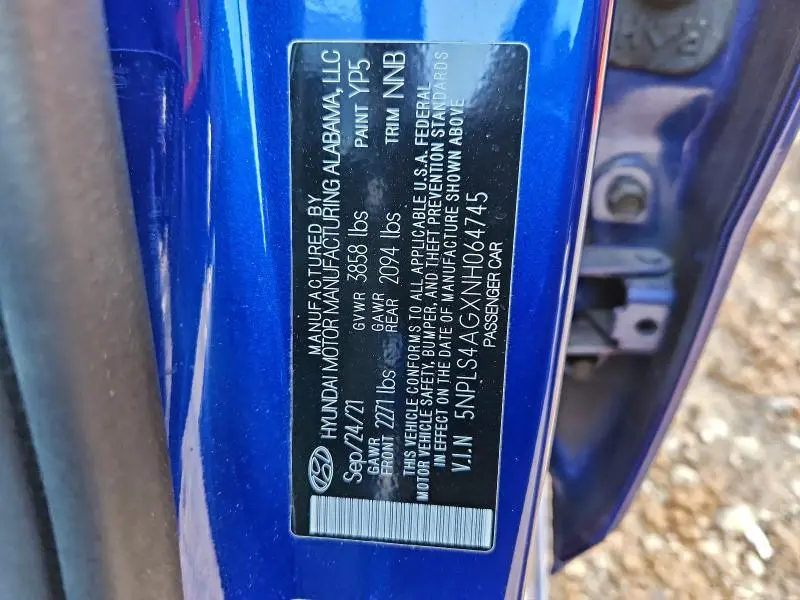 MANUFACTURED BY
HYUNDAI MOTOR MANUFACTURING ALABAMA, LLC
Sep/24/21 GVWR 3858 lbs PAINT YP5
GAWR FRONT 2271 lbs GAWR REAR 2094 lbs TRIM NNB
THIS VEHICLE CONFORMS TO ALL APPLICABLE U.S.A. FEDERAL
MOTOR VEHICLE SAFETY, BUMPER, AND THEFT PREVENTION STANDARDS
IN EFFECT ON THE DATE OF MANUFACTURE SHOWN ABOVE
V.I.N 5NPLS4AGXNH064745
PASSENGER CAR